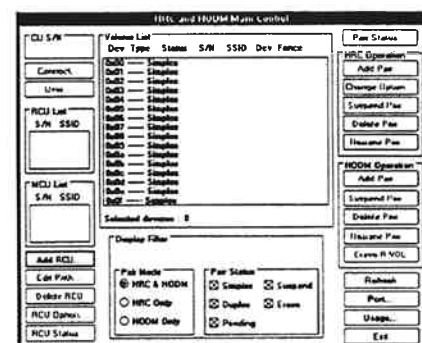 HRC and HODM Main Control
CU S/N
Connect.
RCU List
S/N SSID
MCU List
S/N SSID
Add RCU.
Edit Path.
Delete RCU
RCU Option.
RCU Status
Volume List
Dev Type Status S/N SSID Dev Fence
0x00 ---- Simplex
0x01 ---- Simplex
0x02 ---- Simplex
0x03 ---- Simplex
0x04 ---- Simplex
0x05 ---- Simplex
0x06 ---- Simplex
0x07 ---- Simplex
0x08 ---- Simplex
0x09 ---- Simplex
0x0a ---- Simplex
0x0b ---- Simplex
0x0c ---- Simplex
0x0d ---- Simplex
0x0e ---- Simplex
0x0f ---- Simplex
Selected devices : 0
Display Filter
Pair Mode
HRC & HODM
HRC Only
HODM Only
Pair Status
Simplex
Suspend
Duplex
Pending
Pair Status
HRC Operation
Add Pair
Change Option
Suspend Pair
Delete Pair
Resume Pair
HODM Operation
Add Pair
Suspend Pair
Delete Pair
Resume Pair
R VOL
Refresh
Port...
Usage...
Exit